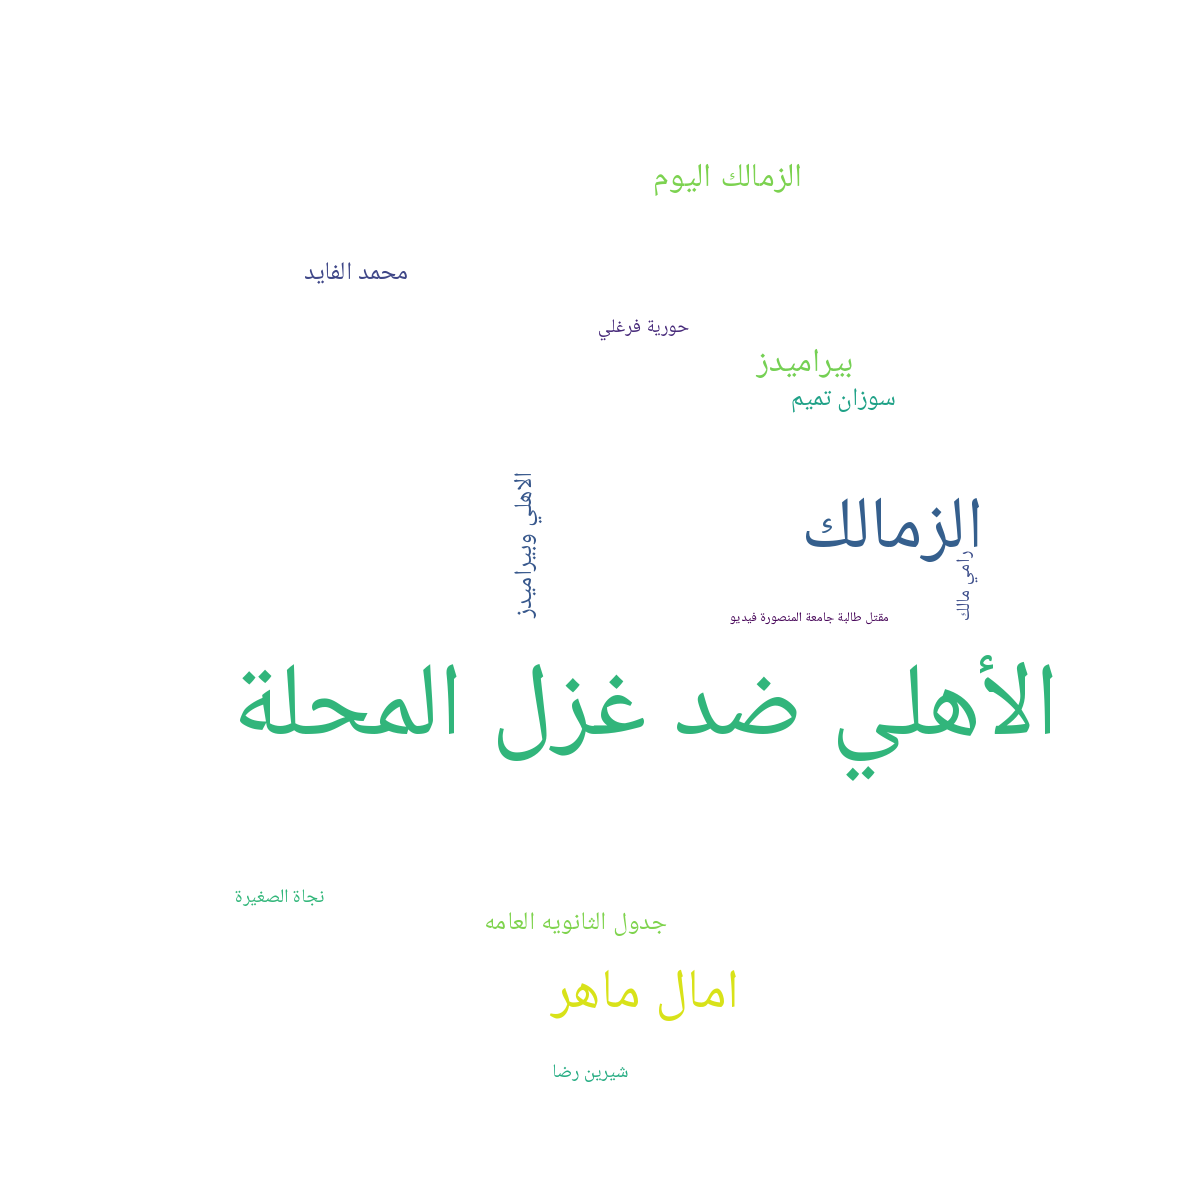 الزمالك اليوم
محمد الفايد
حورية فرغلي
بيراميدز
سوزان تميم
الاهلي وبيراميدز
الزمالك
رامي مالك
مقتل طالبة جامعة المنصورة فيديو
الأهلي ضد غزل المحلة
نجاة الصغيرة
جدول الثانويه العامه
امال ماهر
شيرين رضا